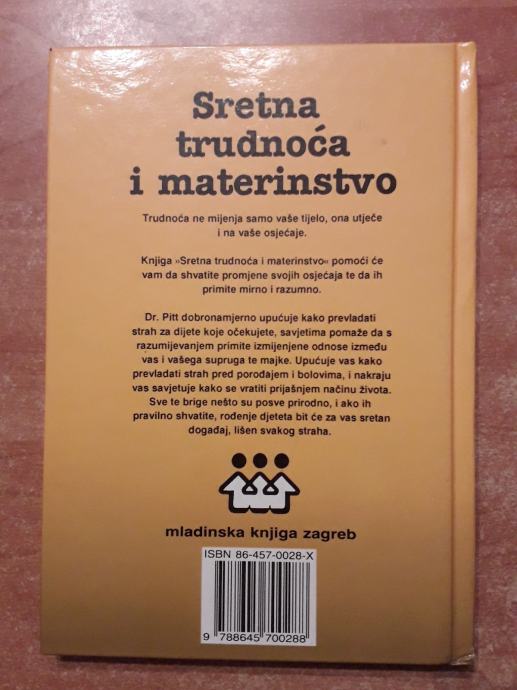 Sretna
trudnoća
i materinstvo
Trudnoća ne mijenja samo vaše tijelo, ona utječe
i na vaše osjećaje.
Knjiga »Sretna trudnoća i materinstvo« pomoći će
vam da shvatite promjene svojih osjećaja te da ih
primite mirno i razumno.
Dr. Pitt dobronamjerno upućuje kako prevladati
strah za dijete koje očekujete, savjetima pomaže da s
razumijevanjem primite izmijenjene odnose između
vas i vašega supruga te majke. Upućuje vas kako
prevladati strah pred porođajem i bolovima, i nakraju
vas savjetuje kako se vratiti prijašnjem načinu života.
Sve te brige nešto su posve prirodno, i ako ih
pravilno shvatite, rođenje djeteta bit će za vas sretan
događaj, lišen svakog straha.
mladinska knjiga zagreb
ISBN 86-457-0028-X
9 788645 700288